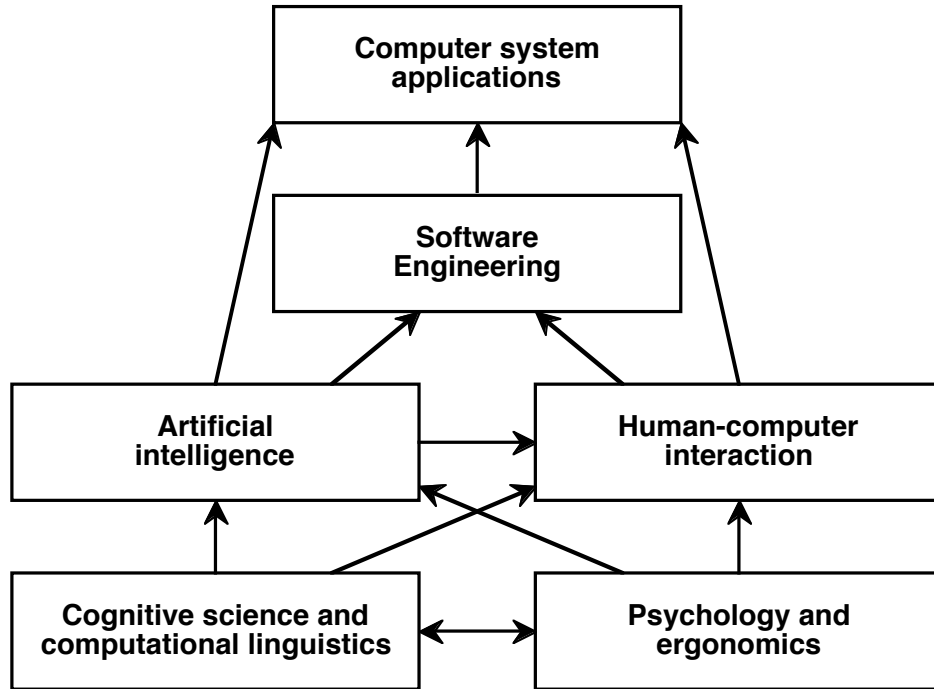 Computer system
applications
Software
Engineering
Artificial
intelligence
Human-computer
interaction
Cognitive science and
computational linguistics
Psychology and
ergonomics